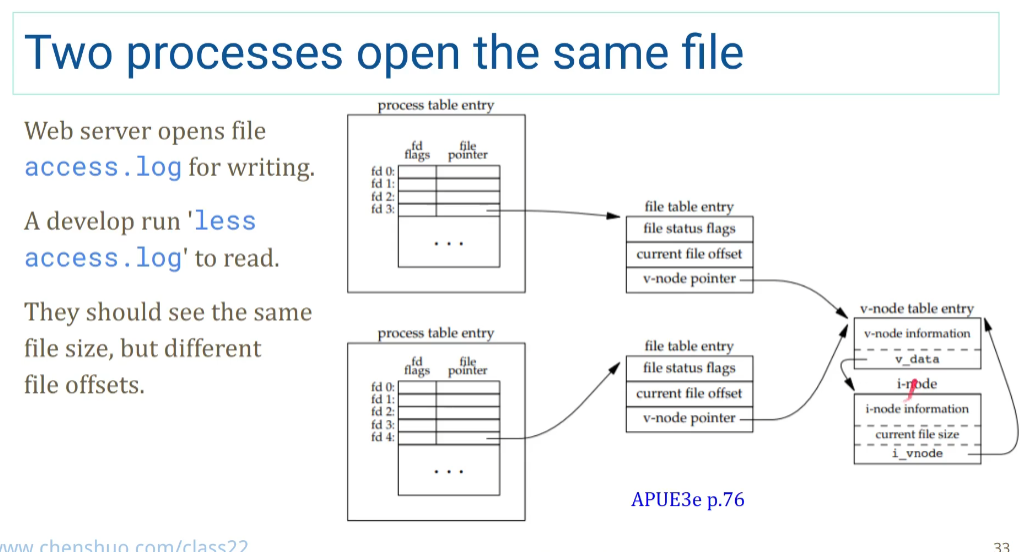 Two processes open the same file
Web server opens file
access.log for writing.
A develop run 'less
access.log' to read.
They should see the same
file size, but different
file offsets.
process table entry
fd flags
file pointer
fd 0:
fd 1:
fd 2:
fd 3:
. . .
file table entry
file status flags
current file offset
v-node pointer
process table entry
fd flags
file pointer
fd 0:
fd 1:
fd 2:
fd 3:
fd 4:
. . .
file table entry
file status flags
current file offset
v-node pointer
v-node table entry
v-node information
v_data
i-node
i-node information
current file size
i_vnode
APUE3e p.76
www.chenshuo.com/class22
33